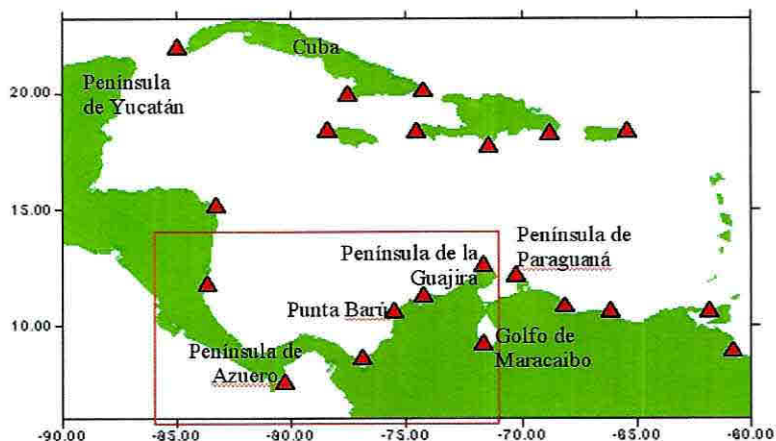 Cuba
Península
de Yucatán
20.00
15.00
Península de
Paraguaná
Península de la
Guajira
Punta Barú
10.00
Golfo de
Maracaibo
Península de
Azuero
-90.00
-85.00
-80.00
-75.00
-70.00
-65.00
-60.00